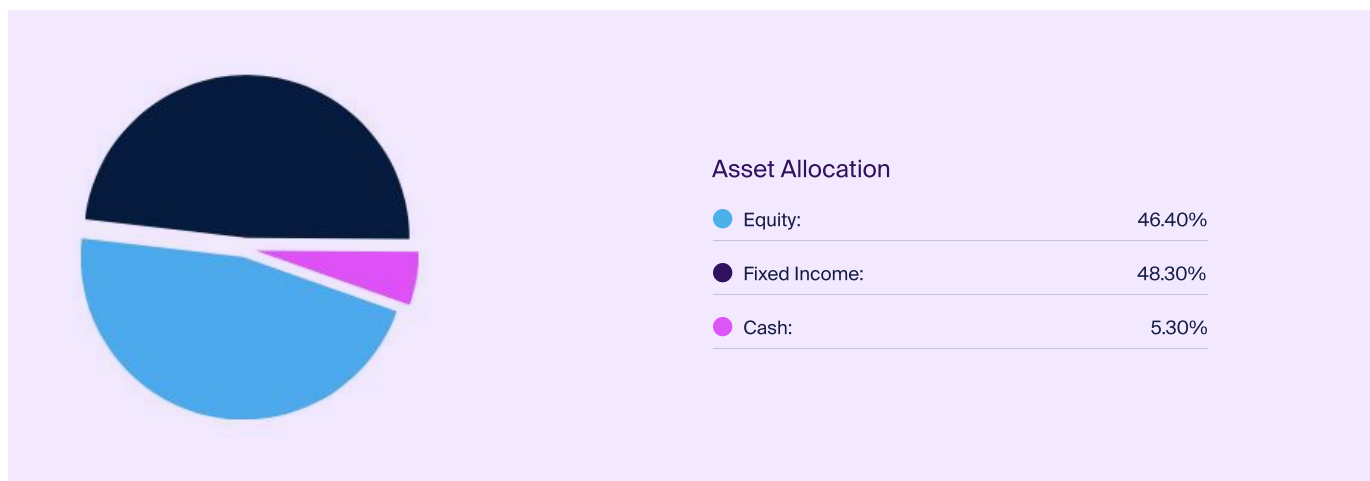 Asset Allocation
Equity: 46.40%
Fixed Income: 48.30%
Cash: 5.30%